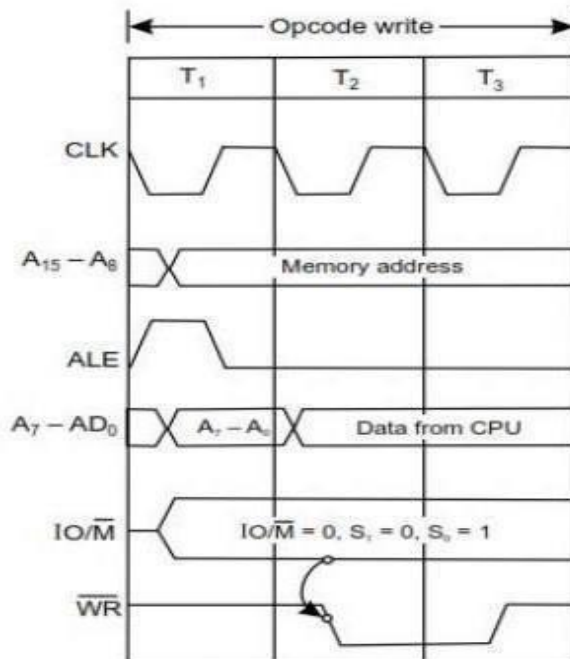 Opcode write
T₁ T₂ T₃
CLK
A₁₅ – A₈ Memory address
ALE
A₇ – AD₀ A₇ – A₀ Data from CPU
IO/M̅ IO/M̅ = 0, S₁ = 0, S₀ = 1
W̅R̅